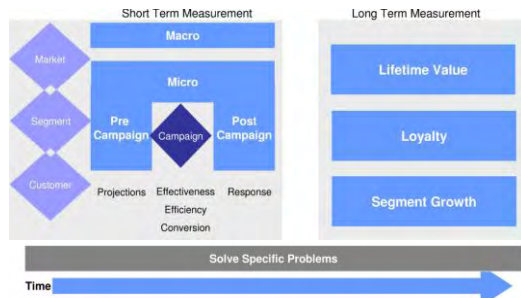 Short Term Measurement
Long Term Measurement
Market
Segment
Customer
Macro
Micro
Pre
Campaign
Campaign
Post
Campaign
Projections
Effectiveness
Efficiency
Conversion
Response
Lifetime Value
Loyalty
Segment Growth
Solve Specific Problems
Time